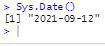 > Sys.Date()
[1] "2021-09-12"
>